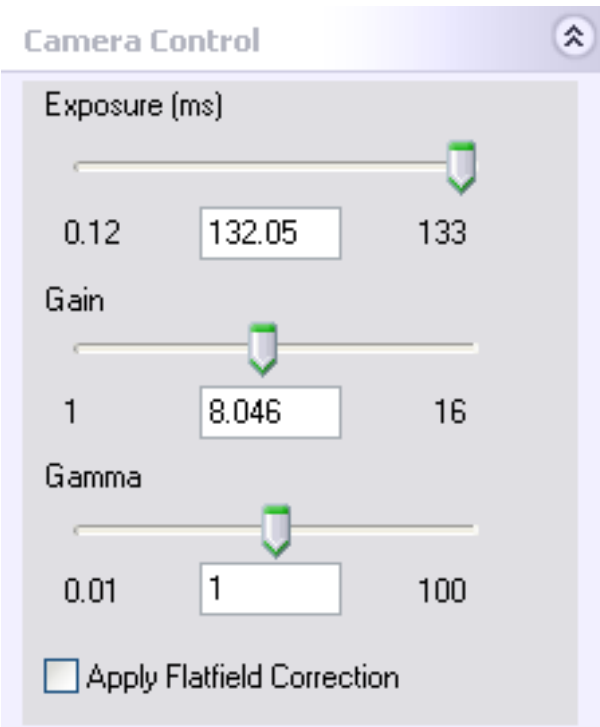 Camera Control
Exposure (ms)
0.12 132.05 133
Gain
1 8.046 16
Gamma
0.01 1 100
Apply Flatfield Correction